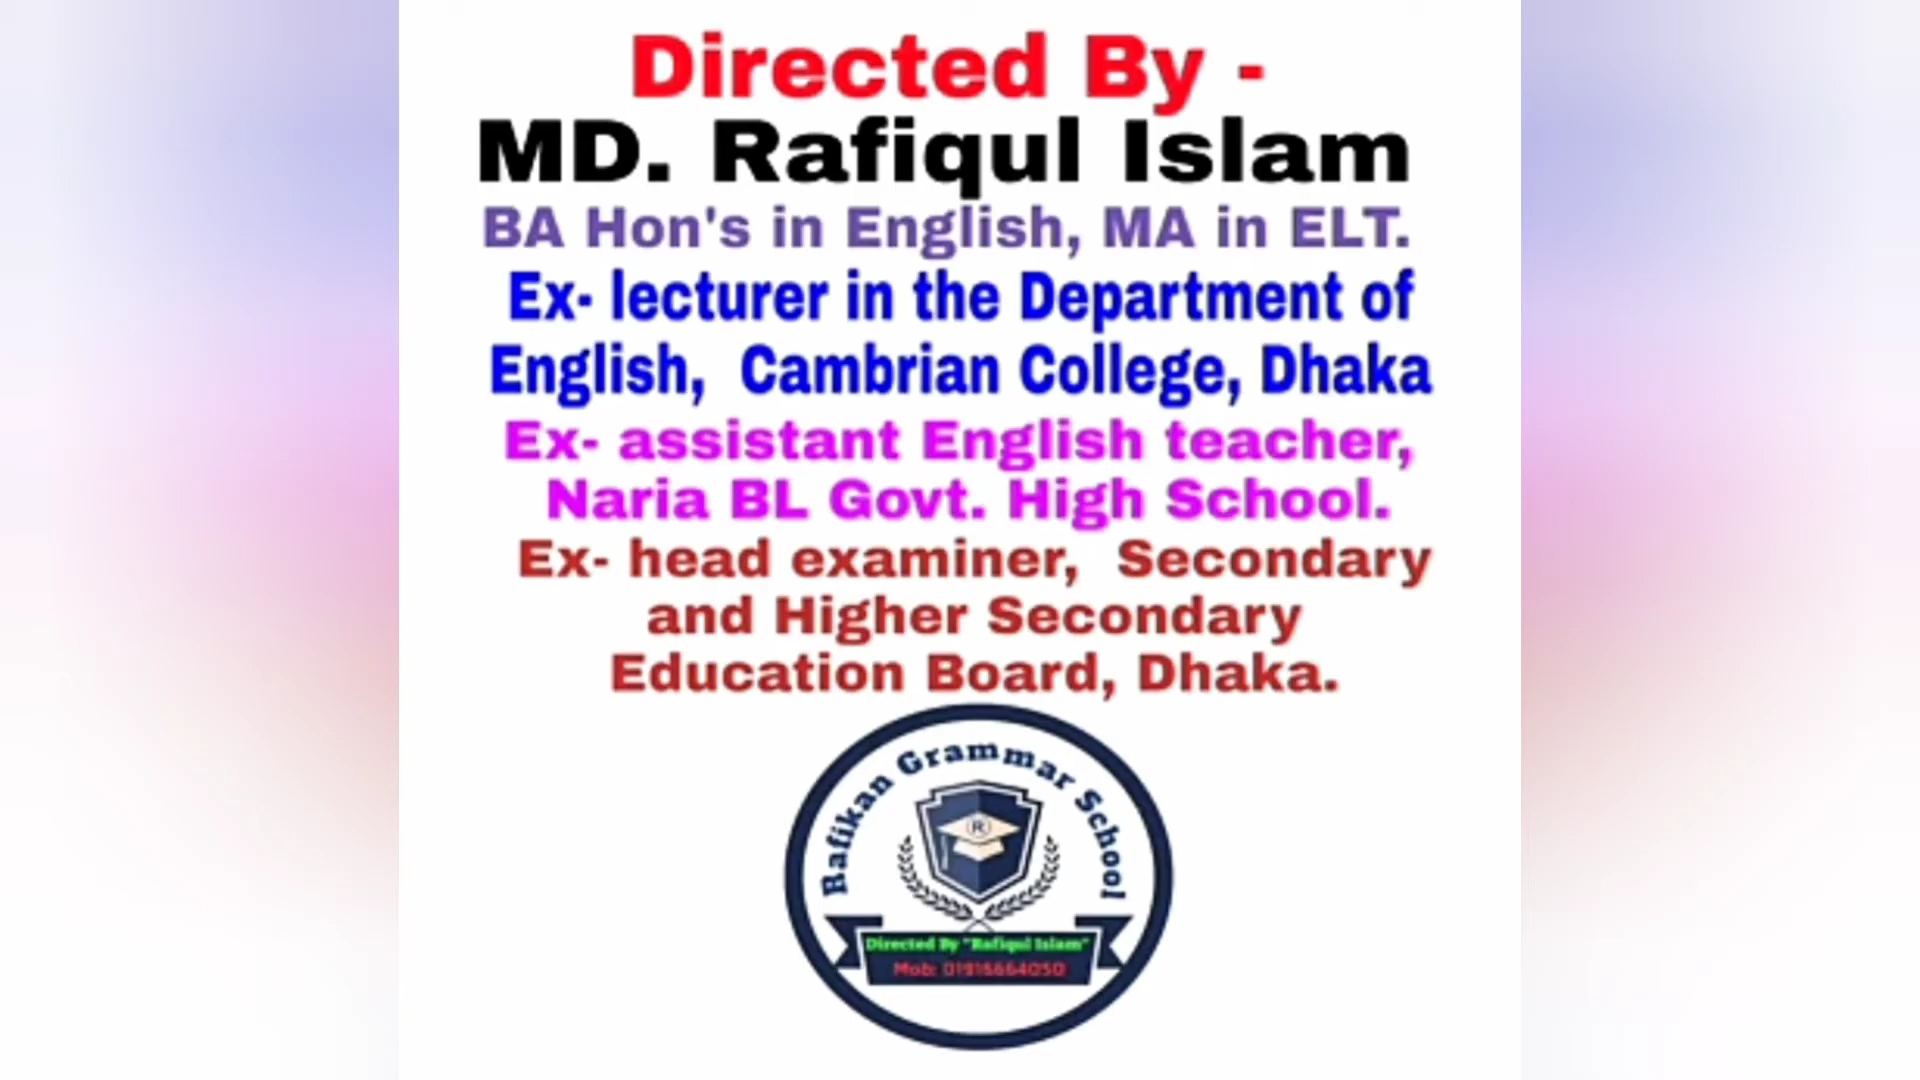 Directed By -
MD. Rafiqul Islam
BA Hon's in English, MA in ELT.
Ex- lecturer in the Department of
English, Cambrian College, Dhaka
Ex- assistant English teacher,
Naria BL Govt. High School.
Ex- head examiner, Secondary
and Higher Secondary
Education Board, Dhaka.
Rafikan Grammar School
R
Directed By "Rafiqul Islam"
Mob: 01916664050